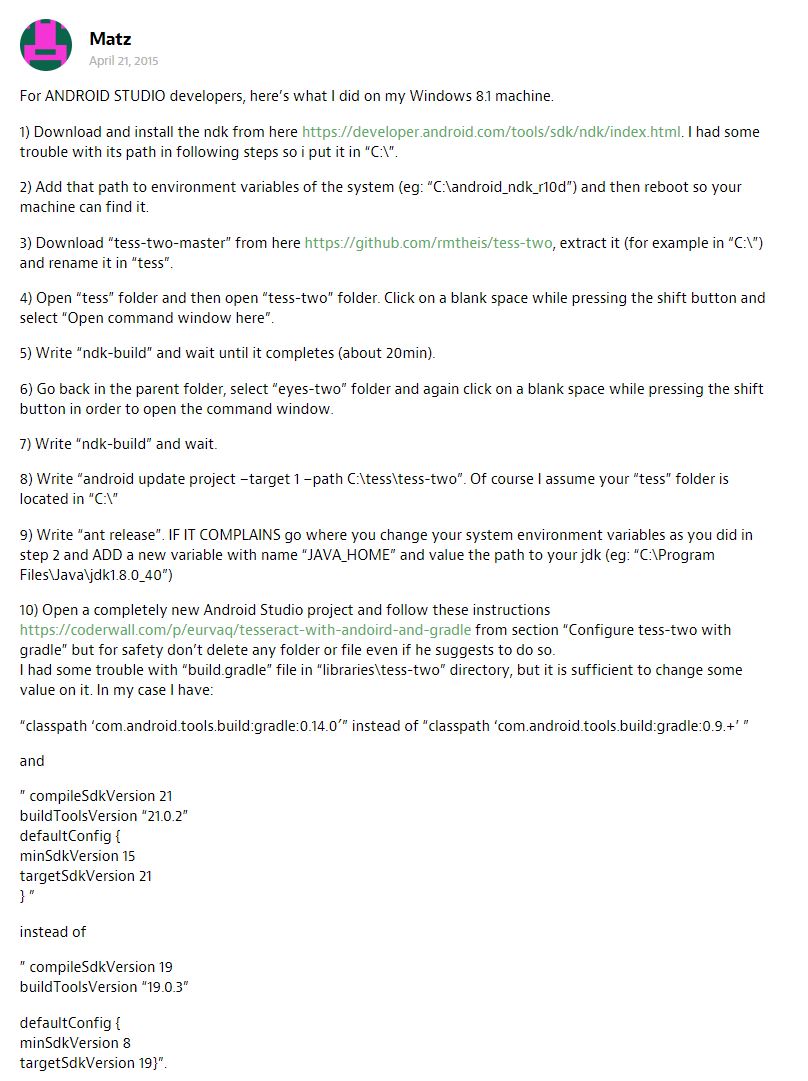 Matz
April 21, 2015
For ANDROID STUDIO developers, here’s what I did on my Windows 8.1 machine.
1) Download and install the ndk from here https://developer.android.com/tools/sdk/ndk/index.html. I had some
trouble with its path in following steps so i put it in “C:\”.
2) Add that path to environment variables of the system (eg: “C:\android_ndk_r10d”) and then reboot so your
machine can find it.
3) Download “tess-two-master” from here https://github.com/rmtheis/tess-two, extract it (for example in “C:\”)
and rename it in “tess”.
4) Open “tess” folder and then open “tess-two” folder. Click on a blank space while pressing the shift button and
select “Open command window here”.
5) Write “ndk-build” and wait until it completes (about 20min).
6) Go back in the parent folder, select “eyes-two” folder and again click on a blank space while pressing the shift
button in order to open the command window.
7) Write “ndk-build” and wait.
8) Write “android update project –target 1 –path C:\tess\tess-two”. Of course I assume your “tess” folder is
located in “C:\”
9) Write “ant release”. IF IT COMPLAINS go where you change your system environment variables as you did in
step 2 and ADD a new variable with name “JAVA_HOME” and value the path to your jdk (eg: “C:\Program
Files\Java\jdk1.8.0_40”)
10) Open a completely new Android Studio project and follow these instructions
https://coderwall.com/p/eurvaq/tesseract-with-andoird-and-gradle from section “Configure tess-two with
gradle” but for safety don’t delete any folder or file even if he suggests to do so.
I had some trouble with “build.gradle” file in “libraries\tess-two” directory, but it is sufficient to change some
value on it. In my case I have:
“classpath ‘com.android.tools.build:gradle:0.14.0′” instead of “classpath ‘com.android.tools.build:gradle:0.9.+’ ”
and
” compileSdkVersion 21
buildToolsVersion “21.0.2”
defaultConfig {
minSdkVersion 15
targetSdkVersion 21
} ”
instead of
” compileSdkVersion 19
buildToolsVersion “19.0.3”
defaultConfig {
minSdkVersion 8
targetSdkVersion 19}”.